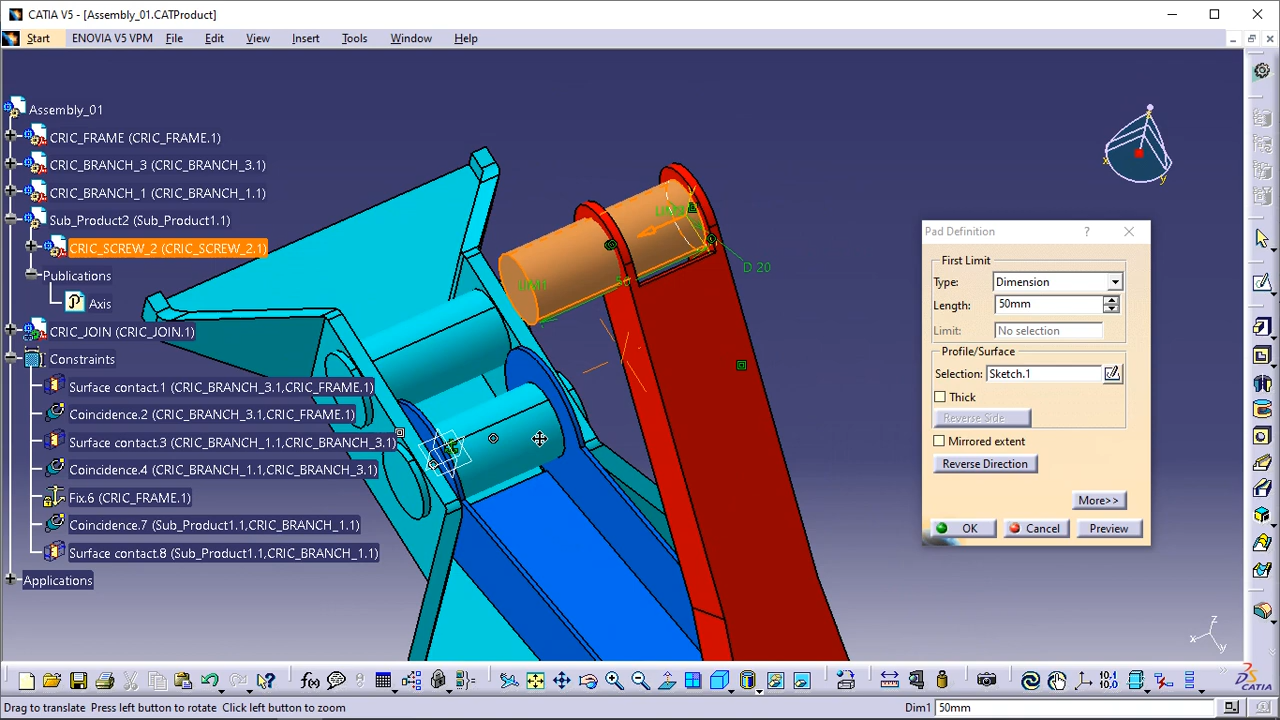 CATIA V5 - [Assembly_01.CATProduct]
Start ENOVIA V5 VPM File Edit View Insert Tools Window Help
Assembly_01
CRIC_FRAME (CRIC_FRAME.1)
CRIC_BRANCH_3 (CRIC_BRANCH_3.1)
CRIC_BRANCH_1 (CRIC_BRANCH_1.1)
Sub_Product2 (Sub_Product1.1)
CRIC_SCREW_2 (CRIC_SCREW_2.1)
Publications
Axis
CRIC_JOIN (CRIC_JOIN.1)
Constraints
Surface contact.1 (CRIC_BRANCH_3.1,CRIC_FRAME.1)
Coincidence.2 (CRIC_BRANCH_3.1,CRIC_FRAME.1)
Surface contact.3 (CRIC_BRANCH_1.1,CRIC_BRANCH_3.1)
Coincidence.4 (CRIC_BRANCH_1.1,CRIC_BRANCH_3.1)
Fix.6 (CRIC_FRAME.1)
Coincidence.7 (Sub_Product1.1,CRIC_BRANCH_1.1)
Surface contact.8 (Sub_Product1.1,CRIC_BRANCH_1.1)
Applications
LIM1
D 20
x
y
Pad Definition ? ×
First Limit
Type: Dimension
Length: 50mm
Limit: No selection
Profile/Surface
Selection: Sketch.1
Thick
Reverse Side
Mirrored extent
Reverse Direction
More>>
OK Cancel Preview
z
x
y
f(x)
10.1
CATIA
Drag to translate Press left button to rotate Click left button to zoom
Dim1 50mm